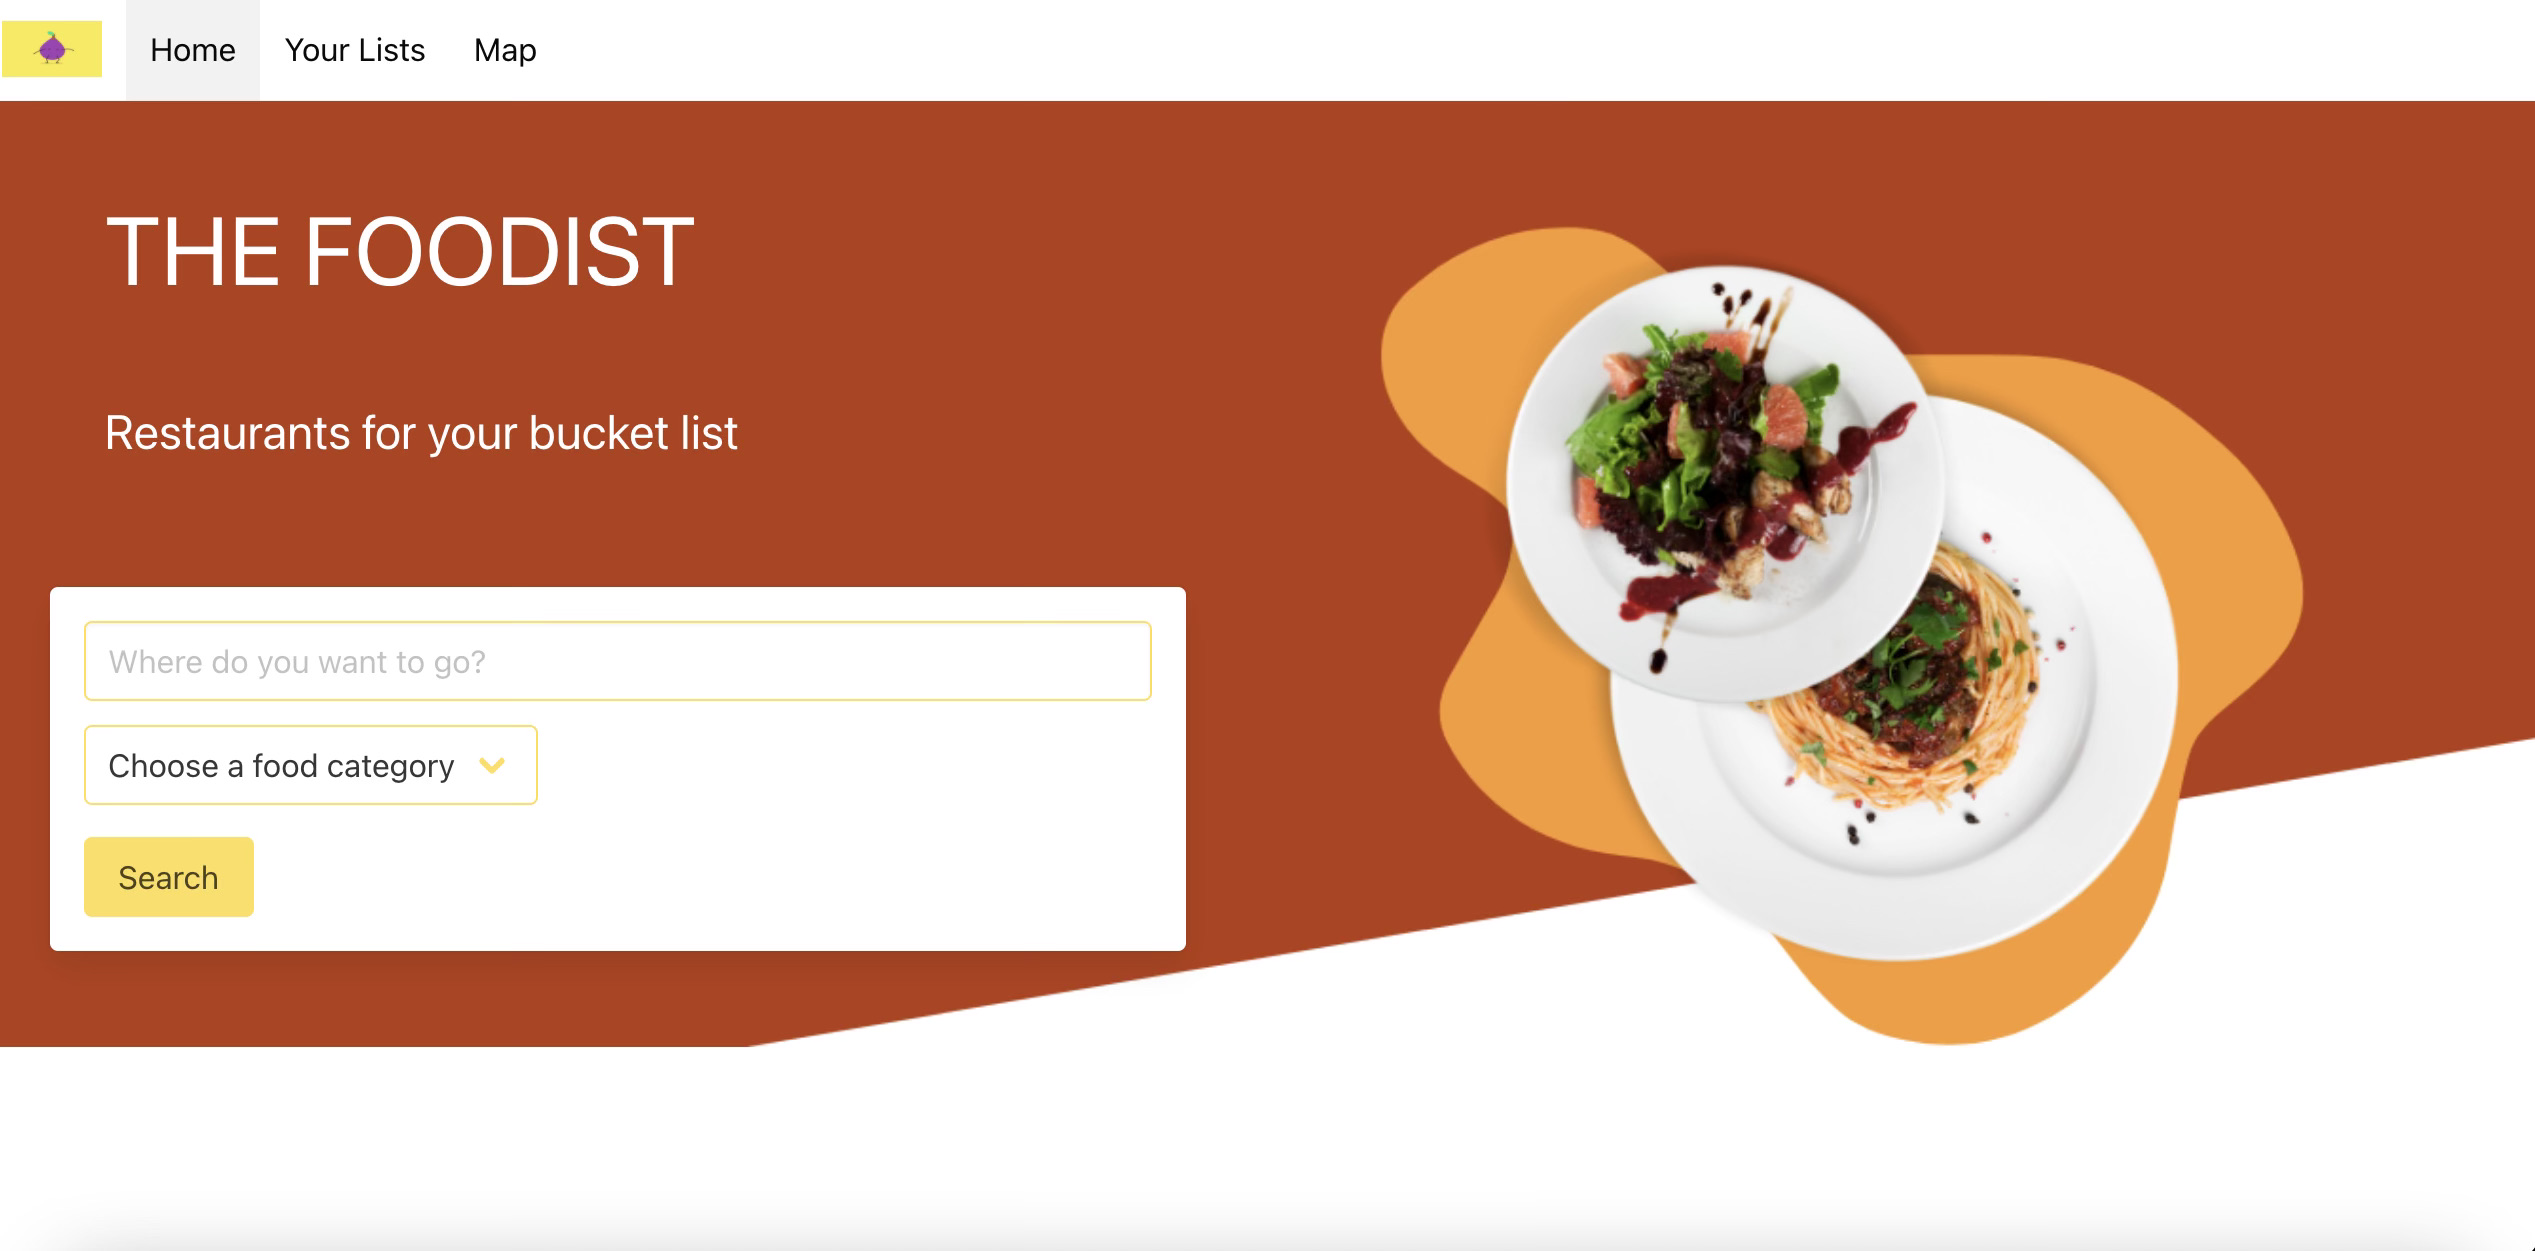 Home Your Lists Map
THE FOODIST
Restaurants for your bucket list
Where do you want to go?
Choose a food category
Search